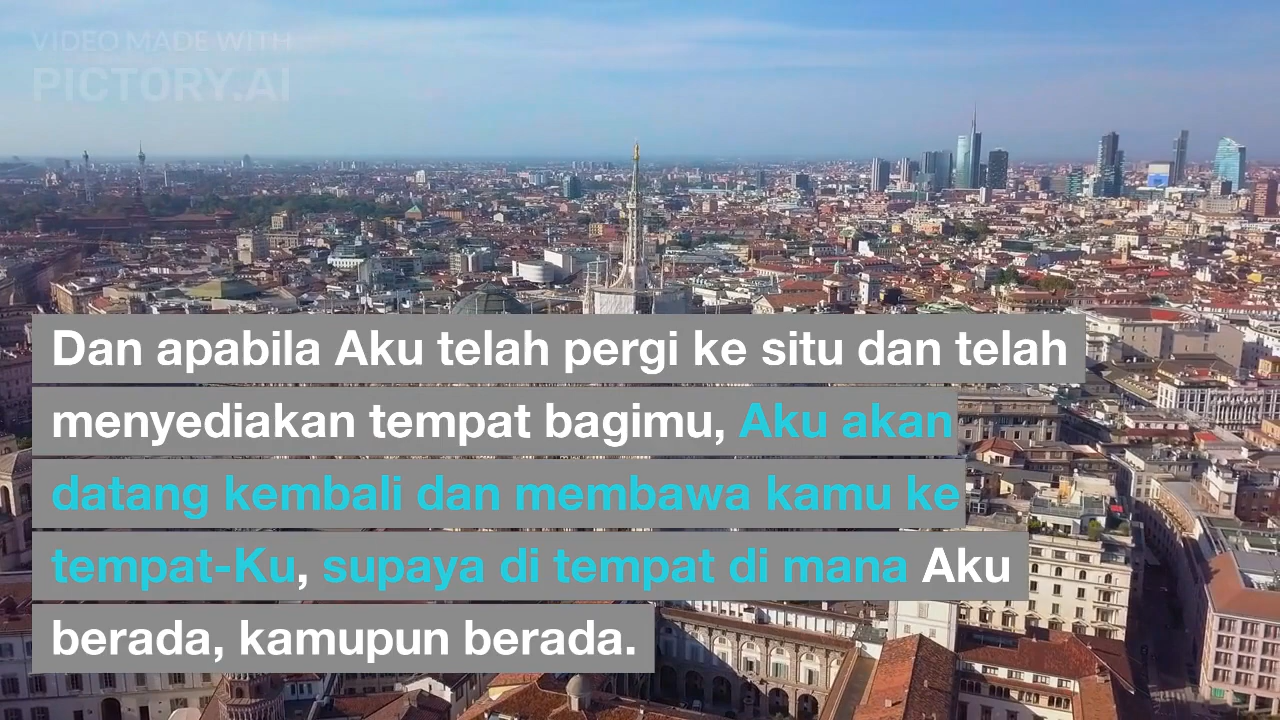 VIDEO MADE WITH
PICTORY.AI
Dan apabila Aku telah pergi ke situ dan telah
menyediakan tempat bagimu, Aku akan
datang kembali dan membawa kamu ke
tempat-Ku, supaya di tempat di mana Aku
berada, kamupun berada.